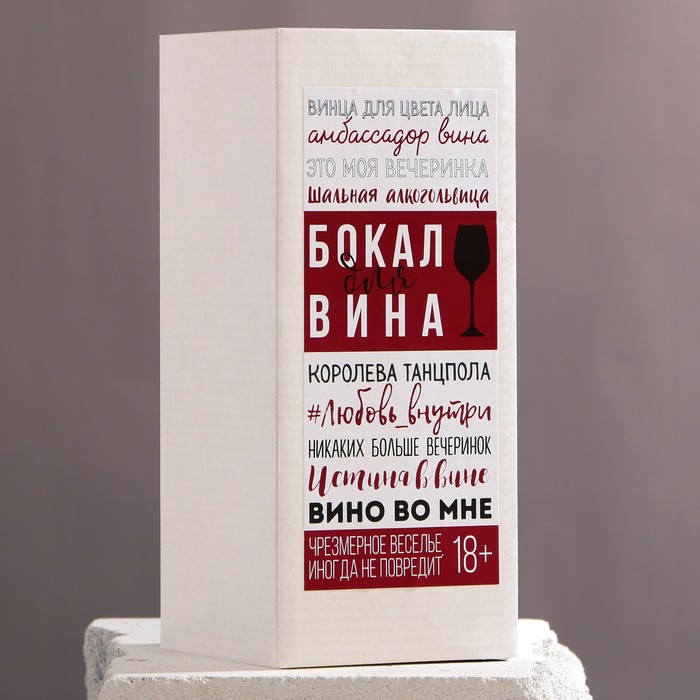 ВИНЦА ДЛЯ ЦВЕТА ЛИЦА
амбассадор вина
ЭТО МОЯ ВЕЧЕРИНКА
Шальная алкогольвица
БОКАЛ
для
ВИНА
КОРОЛЕВА ТАНЦПОЛА
#Любовь_внутри
НИКАКИХ БОЛЬШЕ ВЕЧЕРИНОК
Истина в вине
ВИНО ВО МНЕ
ЧРЕЗМЕРНОЕ ВЕСЕЛЬЕ,
ИНОГДА НЕ ПОВРЕДИТ 18+